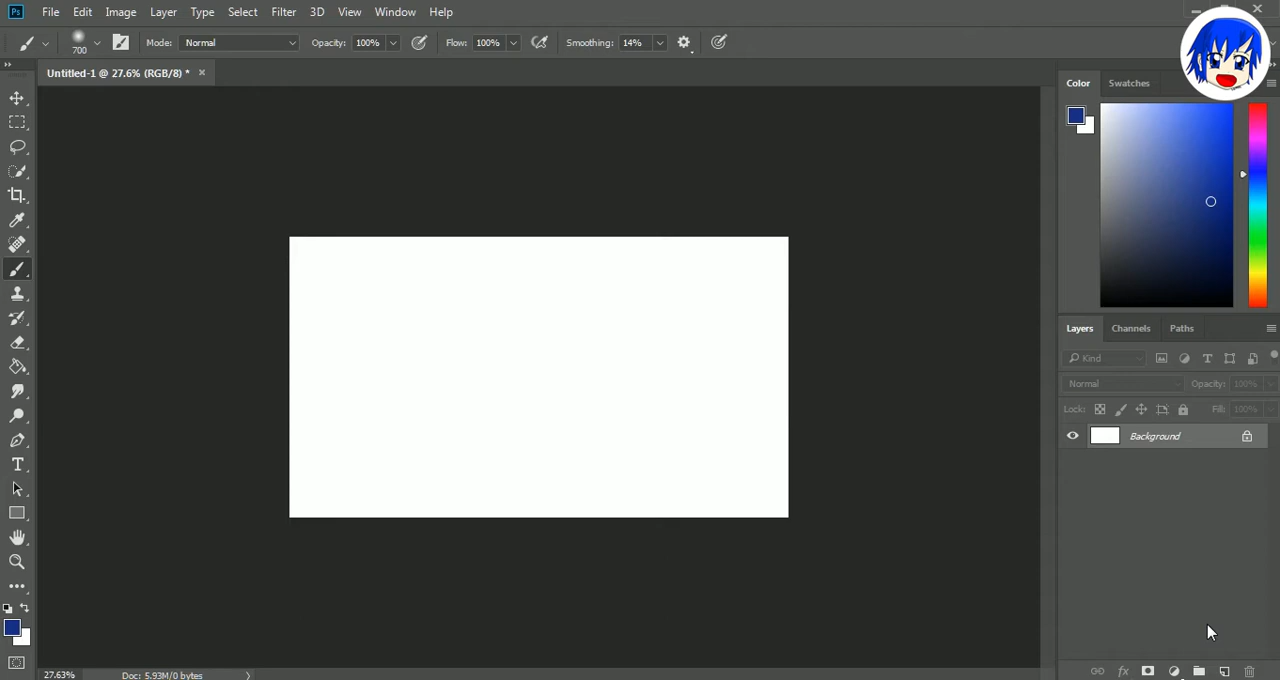 Ps File Edit Image Layer Type Select Filter 3D View Window Help
700 Mode: Normal Opacity: 100% Flow: 100% Smoothing: 14%
Untitled-1 @ 27.6% (RGB/8) * ×
Color Swatches
Layers Channels Paths
Kind
Normal Opacity: 100%
Lock: Fill: 100%
Background
27.63% Doc: 5.93M/0 bytes